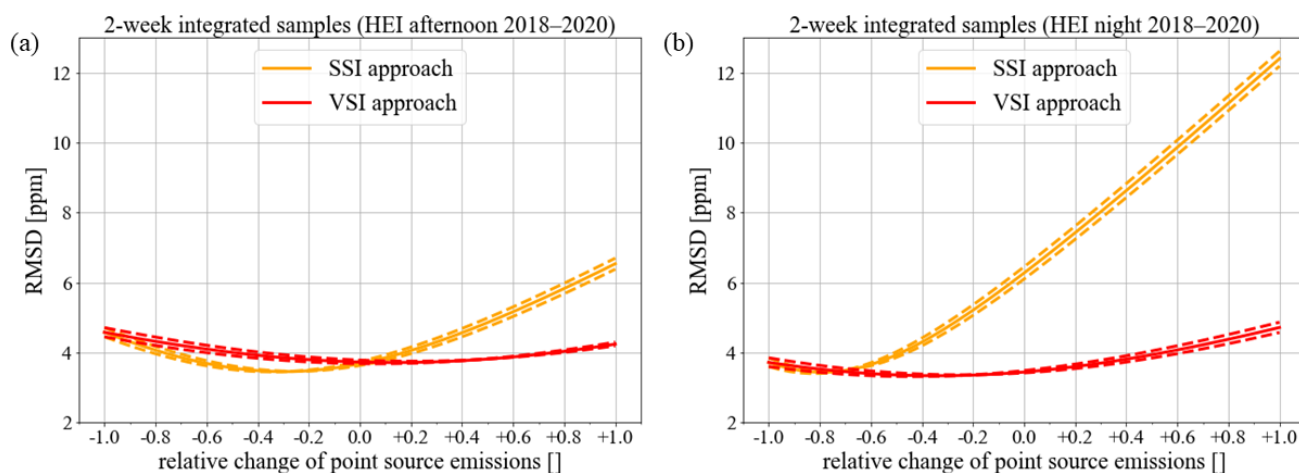 (a)
2-week integrated samples (HEI afternoon 2018–2020)
SSI approach
VSI approach
RMSD [ppm]
12
10
8
6
4
2
-1.0 -0.8 -0.6 -0.4 -0.2 0.0 +0.2 +0.4 +0.6 +0.8 +1.0
relative change of point source emissions []
(b)
2-week integrated samples (HEI night 2018–2020)
SSI approach
VSI approach
RMSD [ppm]
12
10
8
6
4
2
-1.0 -0.8 -0.6 -0.4 -0.2 0.0 +0.2 +0.4 +0.6 +0.8 +1.0
relative change of point source emissions []